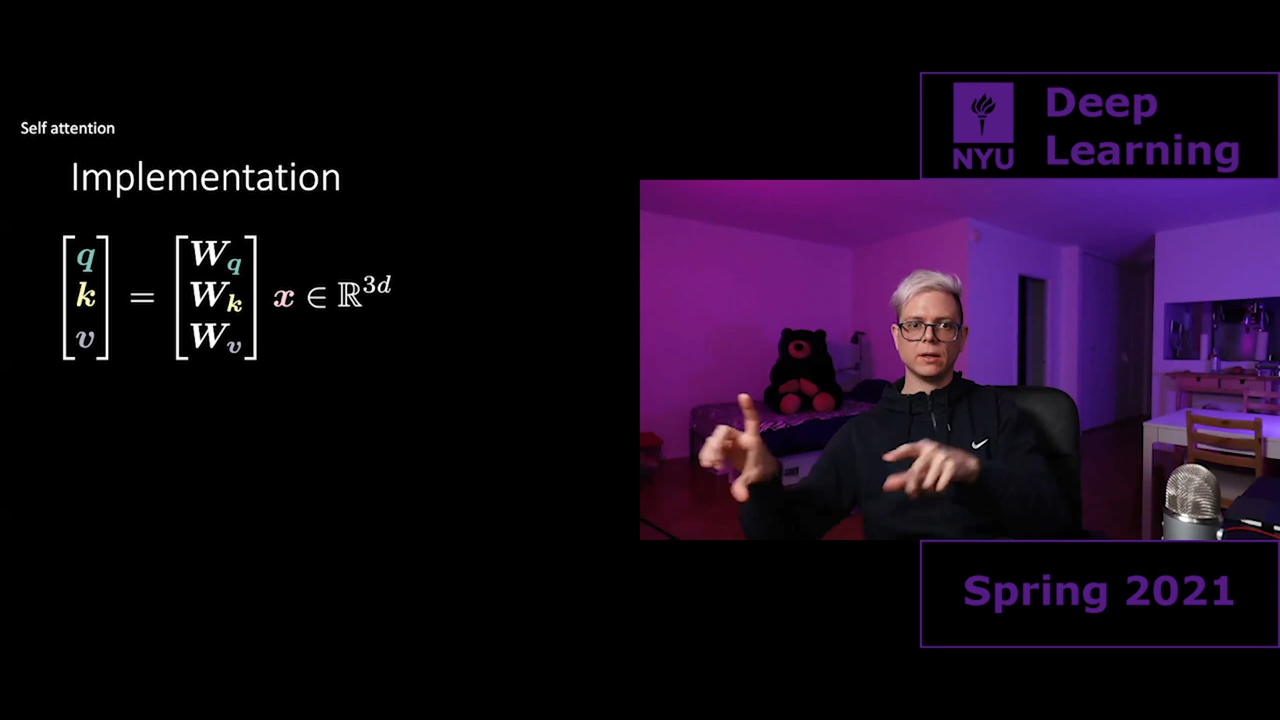 Self attention
Implementation
[q k v] = [W_q W_k W_v] x ∈ ℝ^{3d}
NYU
Deep
Learning
Spring 2021